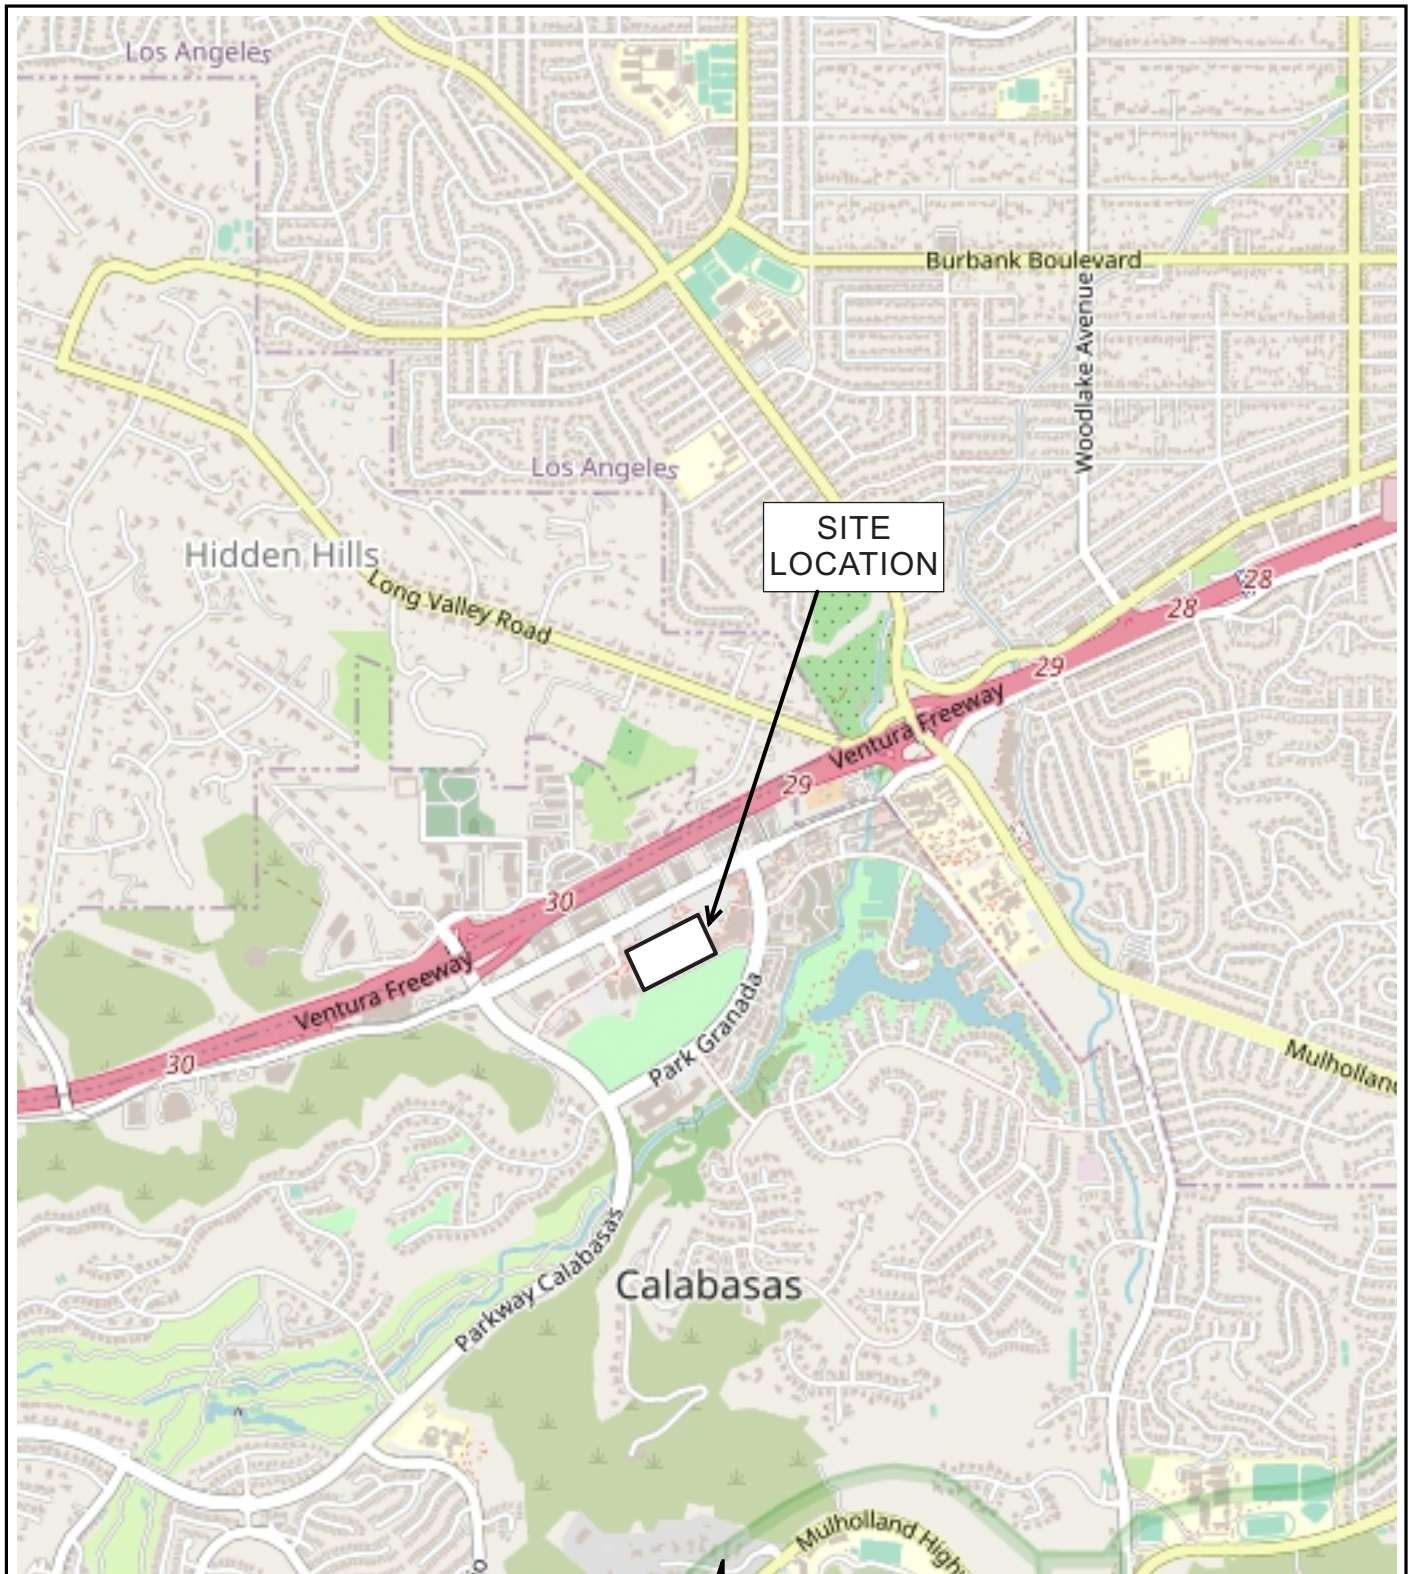 Los Angeles
Burbank Boulevard
Woodlake Avenue
Los Angeles
SITE
LOCATION
Hidden Hills
Long Valley Road
28
28
29
Ventura Freeway
29
30
Ventura Freeway
Park Granada
30
Mulholland
Parkway Calabasas
Calabasas
Mulholland High